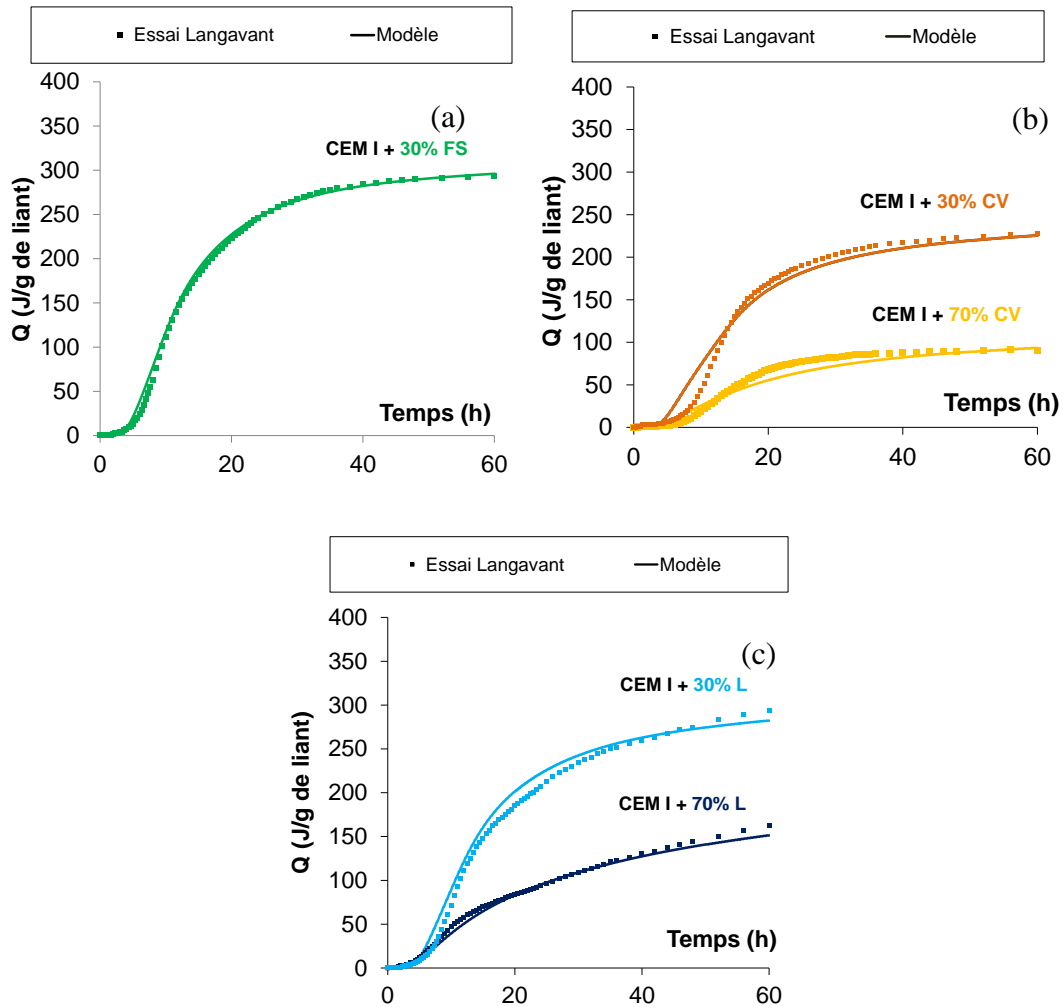 Essai Langavant Modèle
(a)
CEM I + 30% FS
Q (J/g de liant)
400
350
300
250
200
150
100
50
0
Temps (h)
0 20 40 60
Essai Langavant Modèle
(b)
CEM I + 30% CV
CEM I + 70% CV
Q (J/g de liant)
400
350
300
250
200
150
100
50
0
Temps (h)
0 20 40 60
Essai Langavant Modèle
(c)
CEM I + 30% L
CEM I + 70% L
Q (J/g de liant)
400
350
300
250
200
150
100
50
0
Temps (h)
0 20 40 60